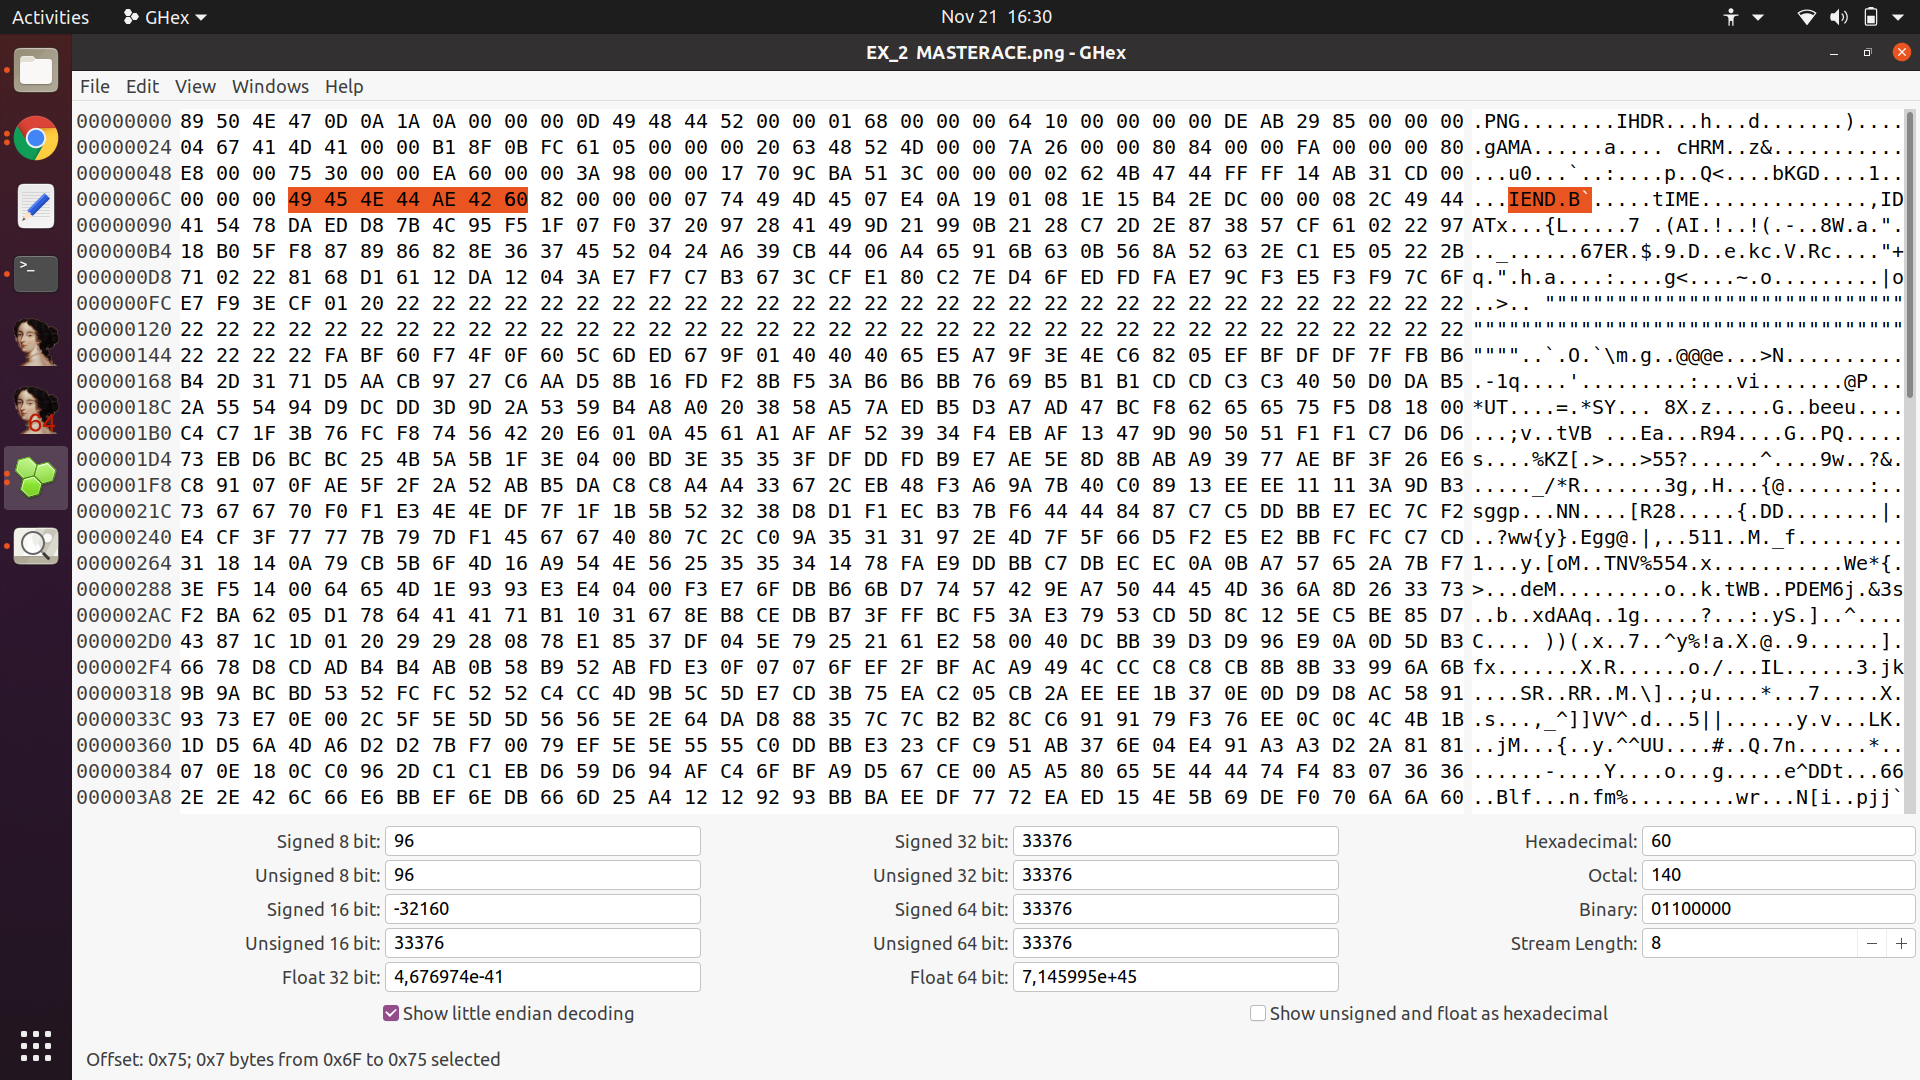 Activities GHex Nov 21 16:30
EX_2 MASTERACE.png - GHex
File Edit View Windows Help
00000000 89 50 4E 47 0D 0A 1A 0A 00 00 00 0D 49 48 44 52 00 00 01 68 00 00 00 64 10 00 00 00 00 DE AB 29 85 00 00 00 .PNG........IHDR...h...d.......)....
00000024 04 67 41 4D 41 00 00 B1 8F 0B FC 61 05 00 00 00 20 63 48 52 4D 00 00 7A 26 00 00 80 84 00 00 FA 00 00 00 80 .gAMA......a.... cHRM..z&...........
00000048 E8 00 00 75 30 00 00 EA 60 00 00 3A 98 00 00 17 70 9C BA 51 3C 00 00 00 02 62 4B 47 44 FF FF 14 AB 31 CD 00 ...u0...`..:....p..Q<....bKGD....1..
0000006C 00 00 00 49 45 4E 44 AE 42 60 82 00 00 00 07 74 49 4D 45 07 E4 0A 19 01 08 1E 15 B4 2E DC 00 00 08 2C 49 44 ...IEND.B`.....tIME..............,ID
00000090 41 54 78 DA ED D8 7B 4C 95 F5 1F 07 F0 37 20 97 28 41 49 9D 21 99 0B 21 28 C7 2D 2E 87 38 57 CF 61 02 22 97 ATx...{L.....7 .(AI.!..!(.-..8W.a.".
000000B4 18 B0 5F F8 87 89 86 82 8E 36 37 45 52 04 24 A6 39 CB 44 06 A4 65 91 6B 63 0B 56 8A 52 63 2E C1 E5 05 22 2B .._......67ER.$.9.D..e.kc.V.Rc...."+
000000D8 71 02 22 81 68 D1 61 12 DA 12 04 3A E7 F7 C7 B3 67 3C CF E1 80 C2 7E D4 6F ED FD FA E7 9C F3 E5 F3 F9 7C 6F q.".h.a....:....g<....~.o.........|o
000000FC E7 F9 3E CF 01 20 22 22 22 22 22 22 22 22 22 22 22 22 22 22 22 22 22 22 22 22 22 22 22 22 22 22 22 22 22 22 ..>.. """"""""""""""""""""""""""""""
00000120 22 22 22 22 22 22 22 22 22 22 22 22 22 22 22 22 22 22 22 22 22 22 22 22 22 22 22 22 22 22 22 22 22 22 22 22 """"""""""""""""""""""""""""""""""""
00000144 22 22 22 22 FA BF 60 F7 4F 0F 60 5C 6D ED 67 9F 01 40 40 40 65 E5 A7 9F 3E 4E C6 82 05 EF BF DF DF 7F FB B6 """"..`.O.`\m.g..@@@e...>N..........
00000168 B4 2D 31 71 D5 AA CB 97 27 C6 AA D5 8B 16 FD F2 8B F5 3A B6 B6 BB 76 69 B5 B1 B1 CD CD C3 C3 40 50 D0 DA B5 .-1q....'.........:...vi.......@P...
0000018C 2A 55 54 94 D9 DC DD 3D 9D 2A 53 59 B4 A8 A0 20 38 58 A5 7A ED B5 D3 A7 AD 47 BC F8 62 65 65 75 F5 D8 18 00 *UT....=.*SY... 8X.z.....G..beeu....
000001B0 C4 C7 1F 3B 76 FC F8 74 56 42 20 E6 01 0A 45 61 A1 AF AF 52 39 34 F4 EB AF 13 47 9D 90 50 51 F1 F1 C7 D6 D6 ...;v..tVB ...Ea...R94....G..PQ.....
000001D4 73 EB D6 BC BC 25 4B 5A 5B 1F 3E 04 00 BD 3E 35 35 3F DF DD FD B9 E7 AE 5E 8D 8B AB A9 39 77 AE BF 3F 26 E6 s....%KZ[.>...>55?......^....9w..?&.
000001F8 C8 91 07 0F AE 5F 2F 2A 52 AB B5 DA C8 C8 A4 A4 33 67 2C EB 48 F3 A6 9A 7B 40 C0 89 13 EE EE 11 11 3A 9D B3 ....._/*R.......3g,.H...{@.......:..
0000021C 73 67 67 70 F0 F1 E3 4E 4E DF 7F 1F 1B 5B 52 32 38 D8 D1 F1 EC B3 7B F6 44 44 84 87 C7 C5 DD BB E7 EC 7C F2 sggp...NN....[R28.....{.DD........|.
00000240 E4 CF 3F 77 77 7B 79 7D F1 45 67 67 40 80 7C 2C C0 9A 35 31 31 97 2E 4D 7F 5F 66 D5 F2 E5 E2 BB FC FC C7 CD ..?ww{y}.Egg@.|,..511..M._f.........
00000264 31 18 14 0A 79 CB 5B 6F 4D 16 A9 54 4E 56 25 35 35 34 14 78 FA E9 DD BB C7 DB EC EC 0A 0B A7 57 65 2A 7B F7 1...y.[oM..TNV%554.x...........We*{.
00000288 3E F5 14 00 64 65 4D 1E 93 93 E3 E4 04 00 F3 E7 6F DB B6 6B D7 74 57 42 9E A7 50 44 45 4D 36 6A 8D 26 33 73 >...deM.........o..k.tWB..PDEM6j.&3s
000002AC F2 BA 62 05 D1 78 64 41 41 71 B1 10 31 67 8E B8 CE DB B7 3F FF BC F5 3A E3 79 53 CD 5D 8C 12 5E C5 BE 85 D7 ..b..xdAAq..1g.....?...:.yS.]..^....
000002D0 43 87 1C 1D 01 20 29 29 28 08 78 E1 85 37 DF 04 5E 79 25 21 61 E2 58 00 40 DC BB 39 D3 D9 96 E9 0A 0D 5D B3 C.... ))(.x..7..^y%!a.X.@..9......].
000002F4 66 78 D8 CD AD B4 B4 AB 0B 58 B9 52 AB FD E3 0F 07 07 6F EF 2F BF AC A9 49 4C CC C8 C8 CB 8B 8B 33 99 6A 6B fx.......X.R......o./...IL......3.jk
00000318 9B 9A BC BD 53 52 FC FC 52 52 C4 CC 4D 9B 5C 5D E7 CD 3B 75 EA C2 05 CB 2A EE EE 1B 37 0E 0D D9 D8 AC 58 91 ....SR..RR..M.\]..;u....*...7.....X.
0000033C 93 73 E7 0E 00 2C 5F 5E 5D 5D 56 56 5E 2E 64 DA D8 88 35 7C 7C B2 B2 8C C6 91 91 79 F3 76 EE 0C 0C 4C 4B 1B .s...,_^]]VV^.d...5||......y.v...LK.
00000360 1D D5 6A 4D A6 D2 D2 7B F7 00 79 EF 5E 5E 55 55 C0 DD BB E3 23 CF C9 51 AB 37 6E 04 E4 91 A3 A3 D2 2A 81 81 ..jM...{..y.^^UU....#..Q.7n......*..
00000384 07 0E 18 0C C0 96 2D C1 C1 EB D6 59 D6 94 AF C4 6F BF A9 D5 67 CE 00 A5 A5 80 65 5E 44 44 74 F4 83 07 36 36 ......-....Y....o...g.....e^DDt...66
000003A8 2E 2E 42 6C 66 E6 BB EF 6E DB 66 6D 25 A4 12 12 92 93 BB BA EE DF 77 72 EA ED 15 4E 5B 69 DE F0 70 6A 6A 60 ..Blf...n.fm%.........wr...N[i..pjj`
Signed 8 bit: 96 Signed 32 bit: 33376 Hexadecimal: 60
Unsigned 8 bit: 96 Unsigned 32 bit: 33376 Octal: 140
Signed 16 bit: -32160 Signed 64 bit: 33376 Binary: 01100000
Unsigned 16 bit: 33376 Unsigned 64 bit: 33376 Stream Length: 8
Float 32 bit: 4,676974e-41 Float 64 bit: 7,145995e+45
Show little endian decoding Show unsigned and float as hexadecimal
Offset: 0x75; 0x7 bytes from 0x6F to 0x75 selected
64